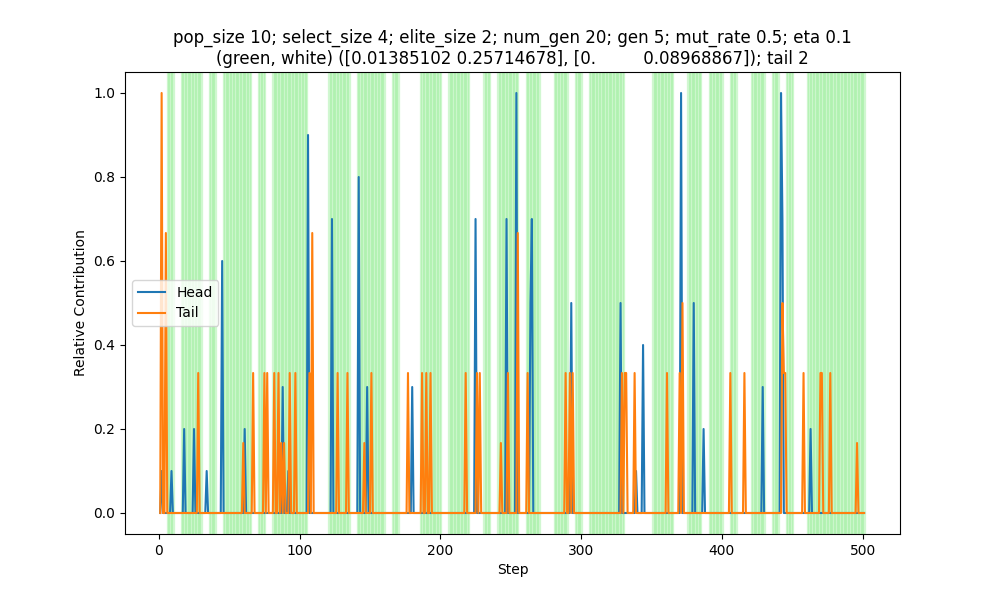 pop_size 10; select_size 4; elite_size 2; num_gen 20; gen 5; mut_rate 0.5; eta 0.1
(green, white) ([0.01385102 0.25714678], [0.         0.08968867]); tail 2
1.0
0.8
0.6
0.4
0.2
0.0
Relative Contribution
Head
Tail
0 100 200 300 400 500
Step